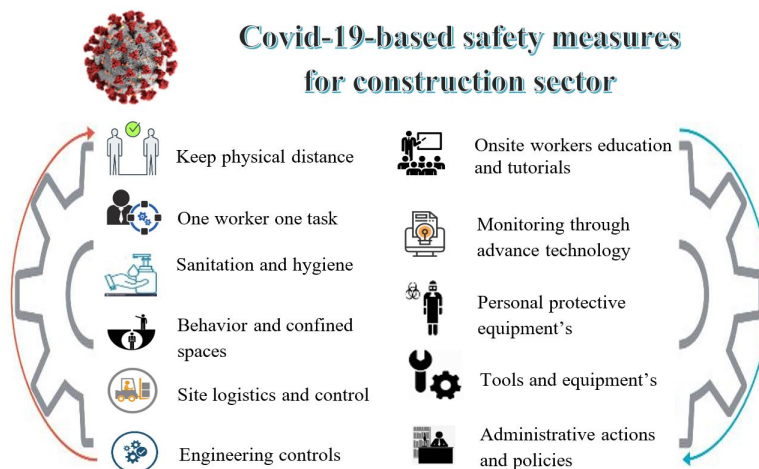 Covid-19-based safety measures
for construction sector
Keep physical distance
One worker one task
Sanitation and hygiene
Behavior and confined
spaces
Site logistics and control
Engineering controls
Onsite workers education
and tutorials
Monitoring through
advance technology
Personal protective
equipment's
Tools and equipment's
Administrative actions
and policies